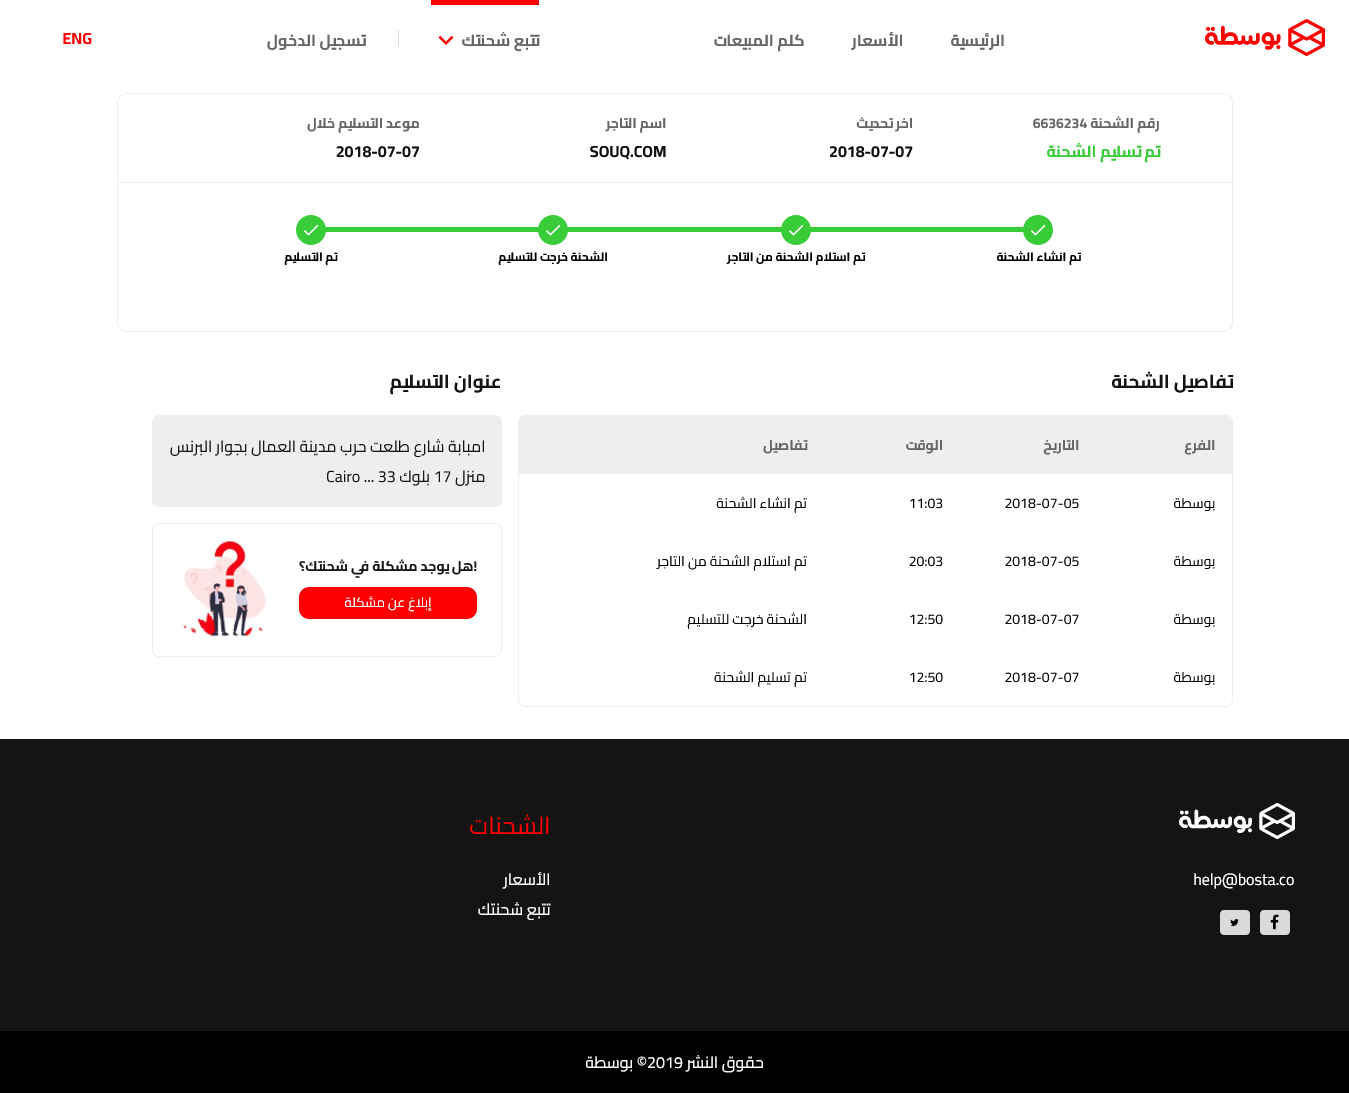 بوسطة
الرئيسية
الأسعار
كلم المبيعات
تتبع شحنتك
تسجيل الدخول
ENG
رقم الشحنة 6636234
تم تسليم الشحنة
اخر تحديث
2018-07-07
اسم التاجر
SOUQ.COM
موعد التسليم خلال
2018-07-07
تم انشاء الشحنة
تم استلام الشحنة من التاجر
الشحنة خرجت للتسليم
تم التسليم
تفاصيل الشحنة
الفرع التاريخ الوقت تفاصيل
بوسطة 2018-07-05 11:03 تم انشاء الشحنة
بوسطة 2018-07-05 20:03 تم استلام الشحنة من التاجر
بوسطة 2018-07-07 12:50 الشحنة خرجت للتسليم
بوسطة 2018-07-07 12:50 تم تسليم الشحنة
عنوان التسليم
امبابة شارع طلعت حرب مدينة العمال بجوار البرنس
منزل 17 بلوك 33 ... Cairo
!هل يوجد مشكلة في شحنتك؟
إبلاغ عن مشكلة
بوسطة
help@bosta.co
الشحنات
الأسعار
تتبع شحنتك
حقوق النشر 2019© بوسطة